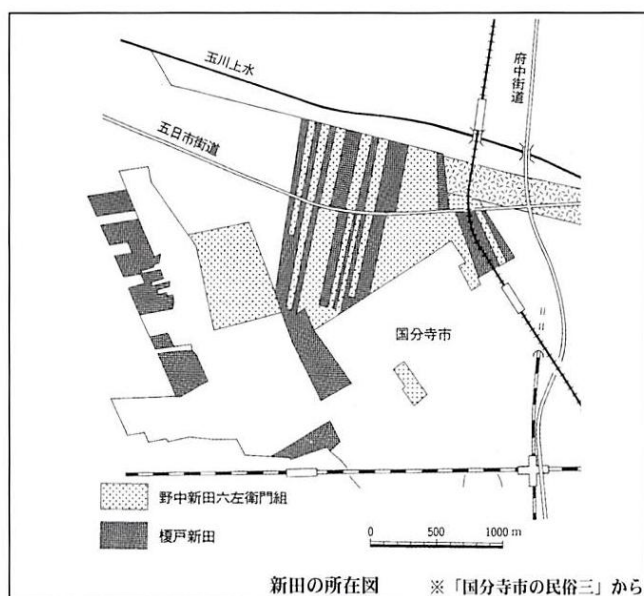 玉川上水
府中街道
五日市街道
国分寺市
野中新田六左衛門組
榎戸新田
0 500 1000 m
新田の所在図 ※「国分寺市の民俗三」から